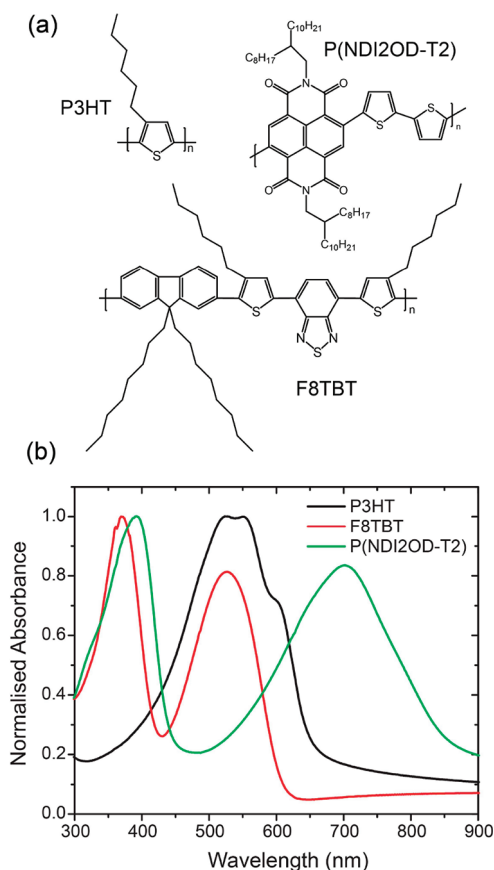 (a)
P3HT
S
n
P(NDI2OD-T2)
C10H21
C8H17
O N O
S
S
n
O N O
C8H17
C10H21
S
N N
S
S
n
F8TBT
(b)
P3HT
F8TBT
P(NDI2OD-T2)
Normalised Absorbance
1.0
0.8
0.6
0.4
0.2
0.0
300 400 500 600 700 800 900
Wavelength (nm)